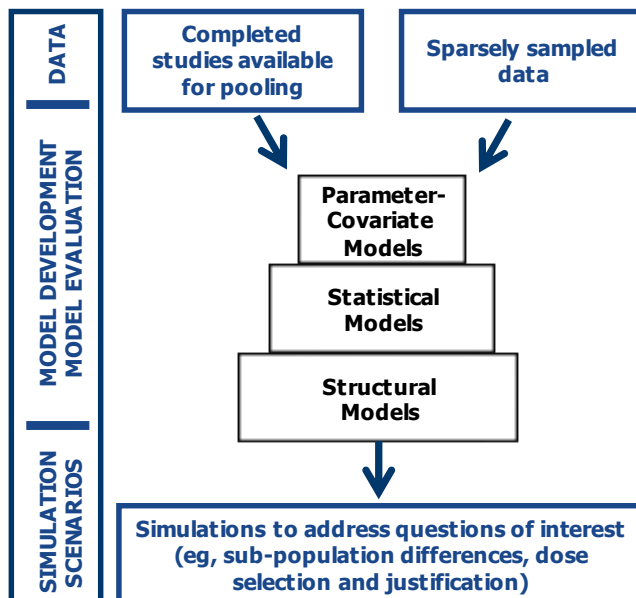 DATA
Completed
studies available
for pooling
Sparsely sampled
data
MODEL DEVELOPMENT
MODEL EVALUATION
Parameter-
Covariate
Models
Statistical
Models
Structural
Models
SIMULATION
SCENARIOS
Simulations to address questions of interest
(eg, sub-population differences, dose
selection and justification)